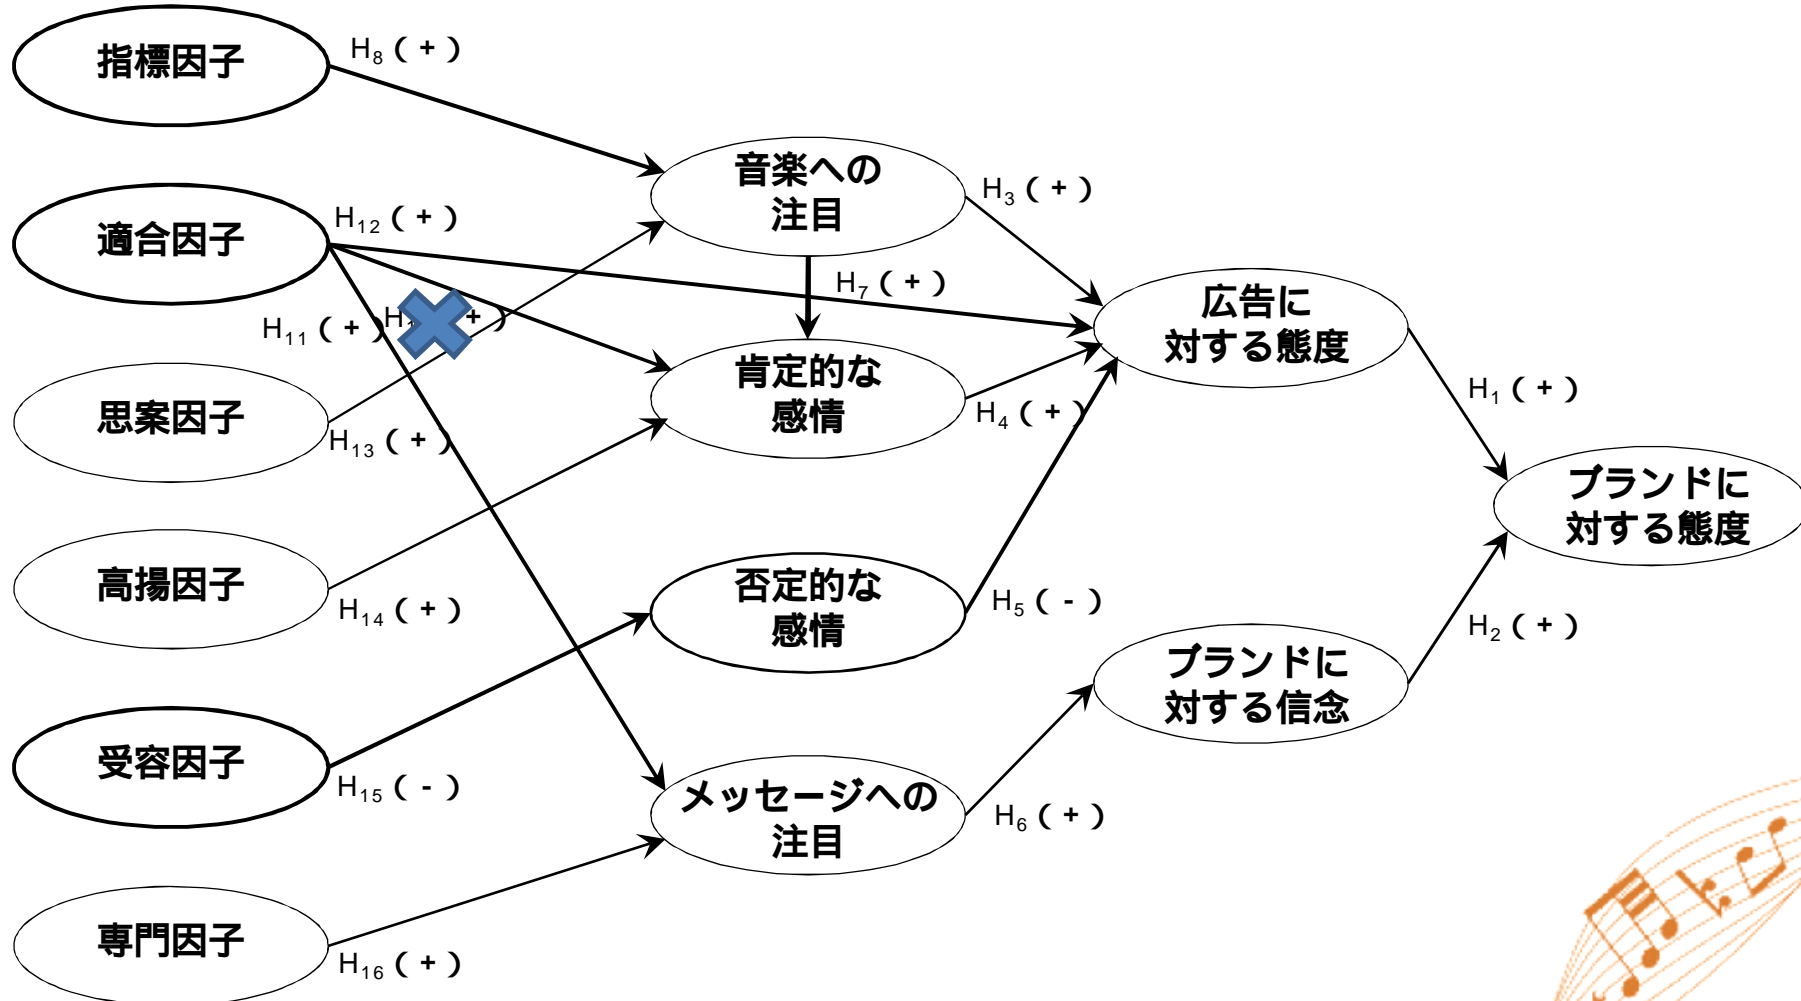 指標因子
H8 ( + )
音楽への
注目
適合因子
H12 ( + )
H3 ( + )
H7 ( + )
広告に
対する態度
H11 ( + )
肯定的な
感情
H1 ( + )
思案因子
H13 ( + )
H4 ( + )
ブランドに
対する態度
高揚因子
H14 ( + )
否定的な
感情
H5 ( - )
H2 ( + )
ブランドに
対する信念
受容因子
H15 ( - )
メッセージへの
注目
H6 ( + )
専門因子
H16 ( + )